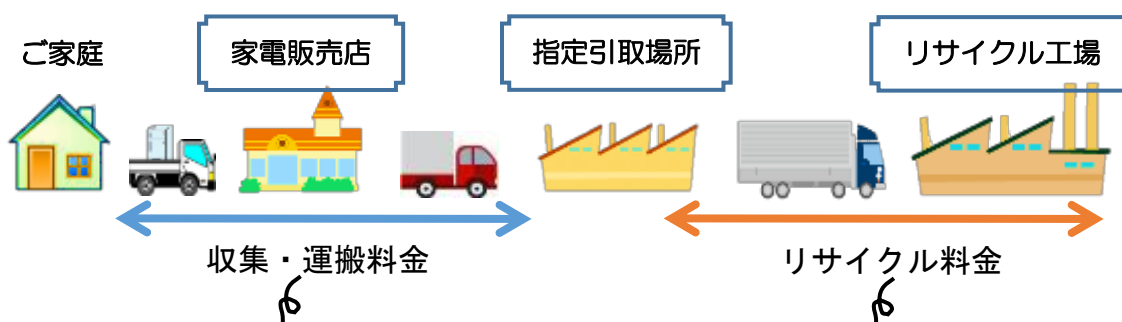 ご家庭
家電販売店
指定引取場所
リサイクル工場
収集・運搬料金
リサイクル料金